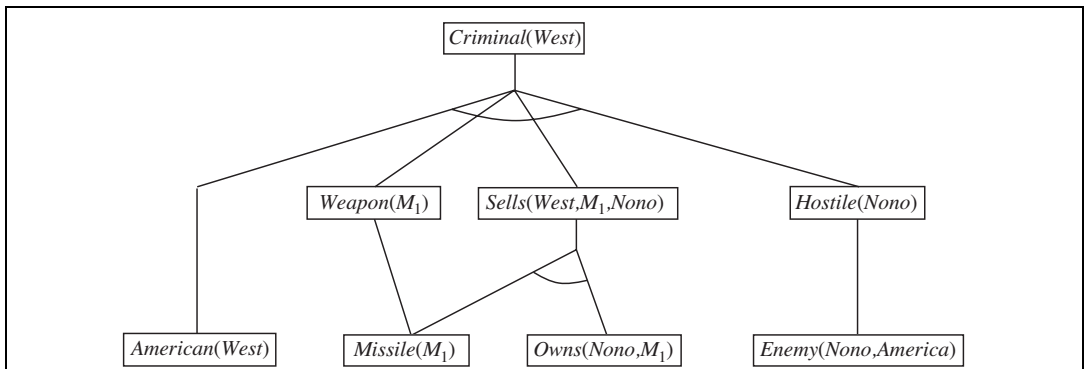 Criminal(West)
Weapon(M₁)
Sells(West,M₁,Nono)
Hostile(Nono)
American(West)
Missile(M₁)
Owns(Nono,M₁)
Enemy(Nono,America)